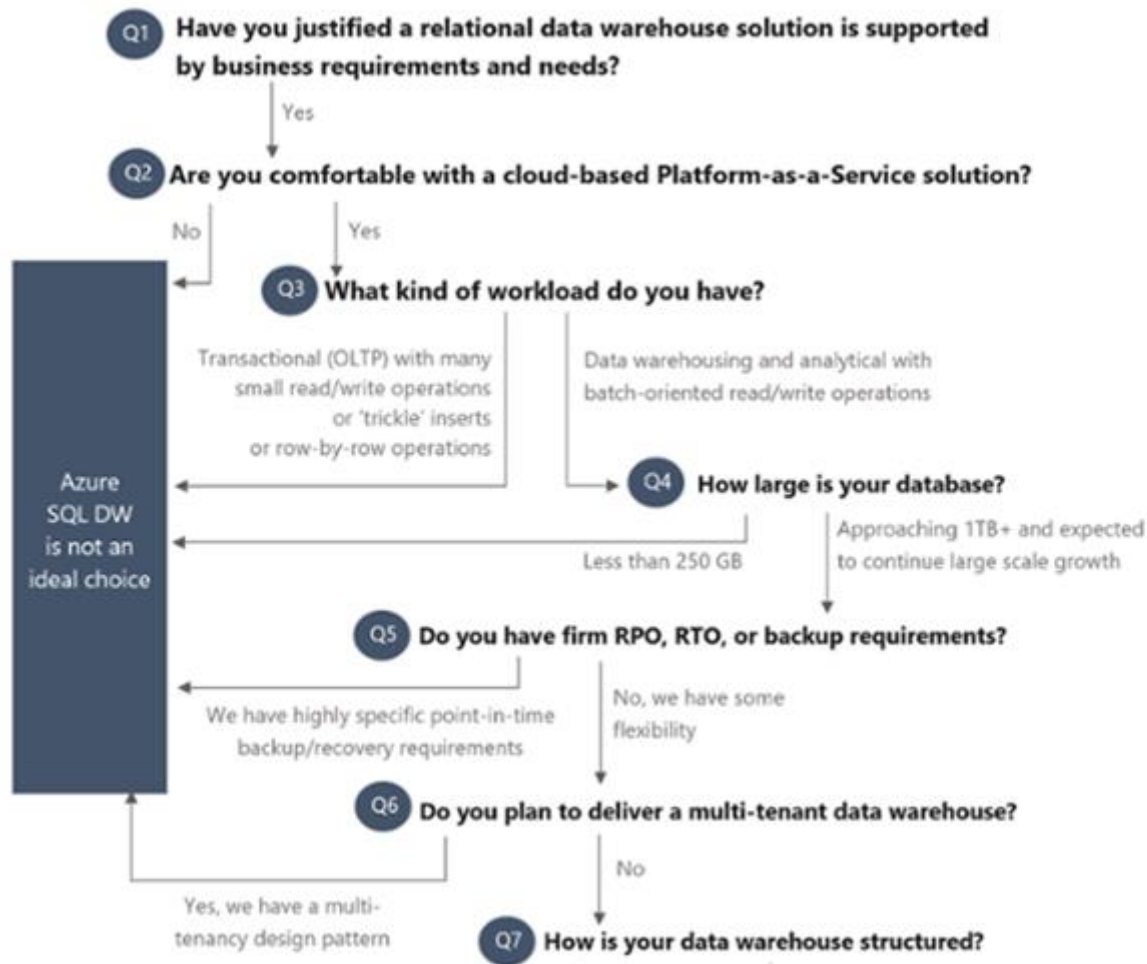 Q1 Have you justified a relational data warehouse solution is supported
by business requirements and needs?
Yes
Q2 Are you comfortable with a cloud-based Platform-as-a-Service solution?
No
Yes
Q3 What kind of workload do you have?
Transactional (OLTP) with many
small read/write operations
or 'trickle' inserts
or row-by-row operations
Data warehousing and analytical with
batch-oriented read/write operations
Azure
SQL DW
is not an
ideal choice
Q4 How large is your database?
Less than 250 GB
Approaching 1TB+ and expected
to continue large scale growth
Q5 Do you have firm RPO, RTO, or backup requirements?
We have highly specific point-in-time
backup/recovery requirements
No, we have some
flexibility
Q6 Do you plan to deliver a multi-tenant data warehouse?
Yes, we have a multi-
tenancy design pattern
No
Q7 How is your data warehouse structured?